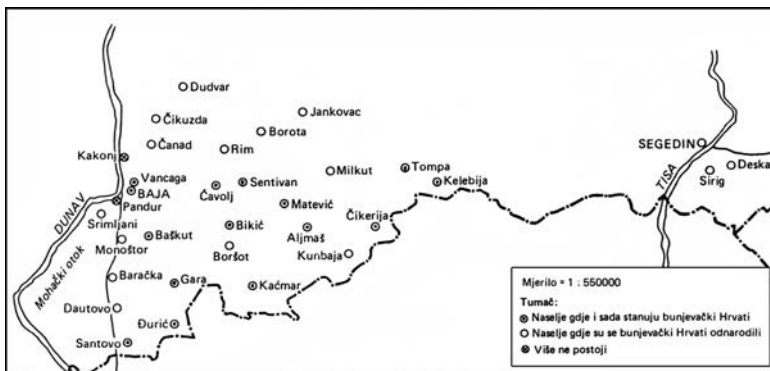 Dudvar
Jankovac
Čikuzda
Borota
Čanad
Rim
SEGEDINO
Kakonj
Milkut
Tompa
Deska
Sirig
Vancaga
Sentivan
Kelebija
BAJA
Čavolj
TISA
Pandur
Matević
DUNAV
Srimljani
Bikić
Čikerija
Baškut
Aljmaš
Monoštor
Boršot
Kunbaja
Mohački otok
Baračka
Gara
Kaćmar
Dautovo
Đurić
Santovo
Mjerilo = 1 : 550000
Tumač:
Naselje gdje i sada stanuju bunjevački Hrvati
Naselje gdje su se bunjevački Hrvati odnarodili
Više ne postoji